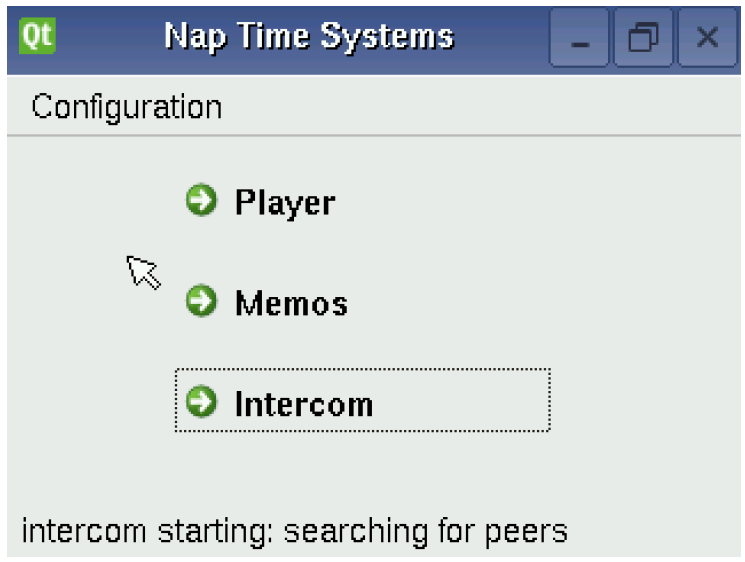 Qt Nap Time Systems
Configuration
Player
Memos
Intercom
intercom starting: searching for peers